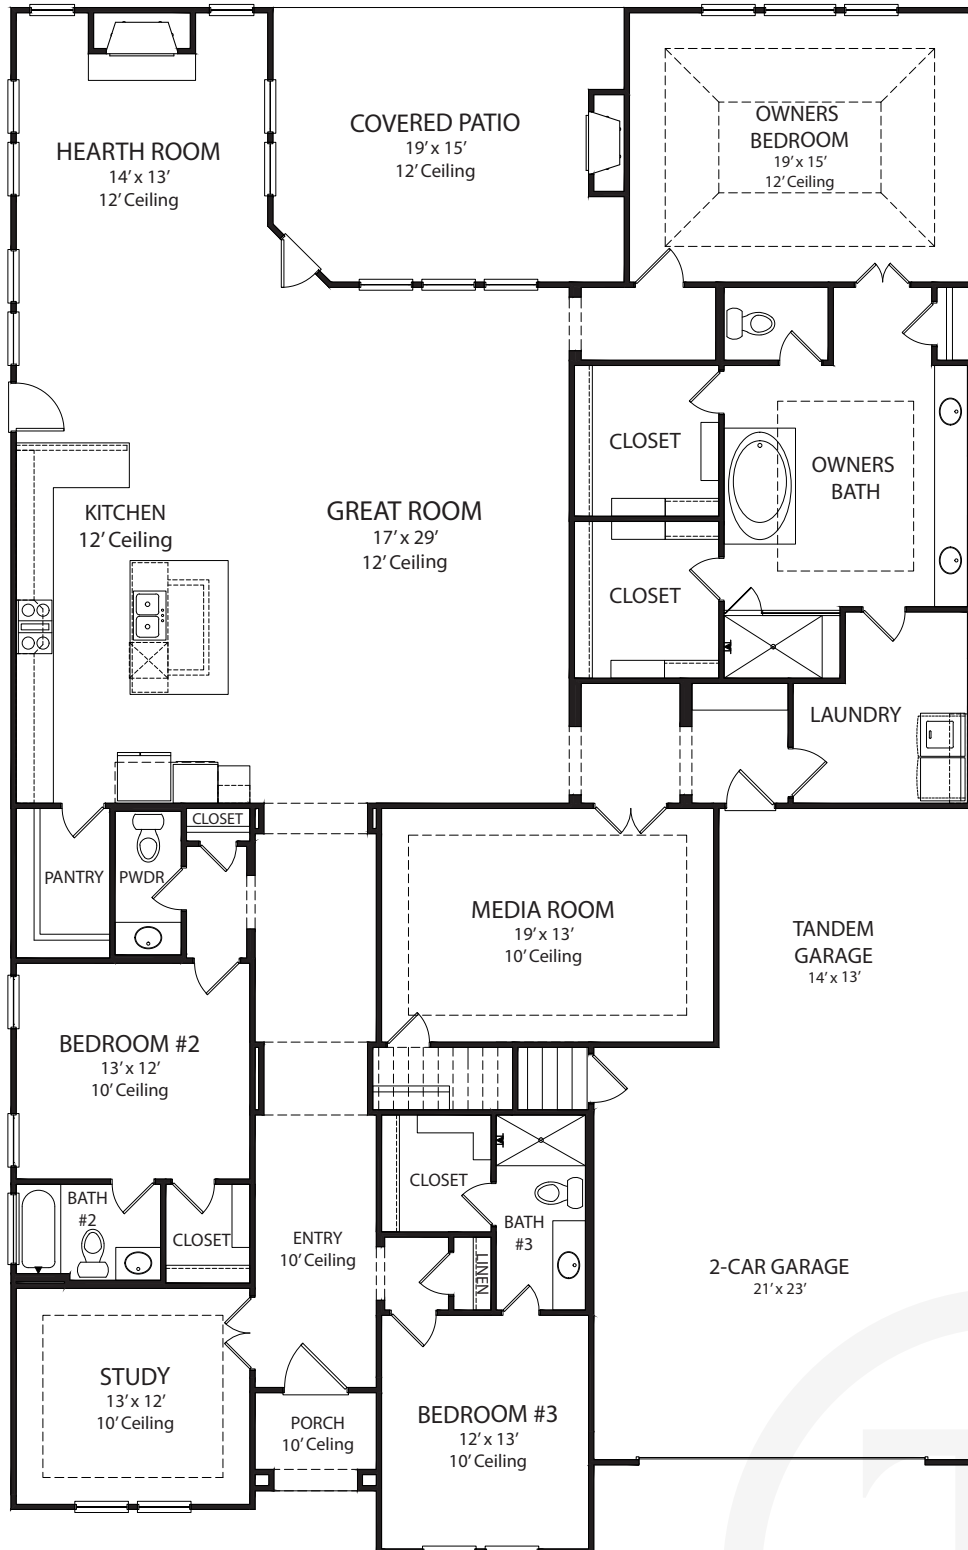 HEARTH ROOM
14' x 13'
12' Ceiling
COVERED PATIO
19' x 15'
12' Ceiling
OWNERS
BEDROOM
19' x 15'
12' Ceiling
KITCHEN
12' Ceiling
GREAT ROOM
17' x 29'
12' Ceiling
CLOSET
OWNERS
BATH
CLOSET
LAUNDRY
CLOSET
PANTRY
PWDR
MEDIA ROOM
19' x 13'
10' Ceiling
TANDEM
GARAGE
14' x 13'
BEDROOM #2
13' x 12'
10' Ceiling
BATH
#2
CLOSET
ENTRY
10' Ceiling
CLOSET
BATH
#3
LINEN
2-CAR GARAGE
21' x 23'
STUDY
13' x 12'
10' Ceiling
PORCH
10' Celing
BEDROOM #3
12' x 13'
10' Ceiling